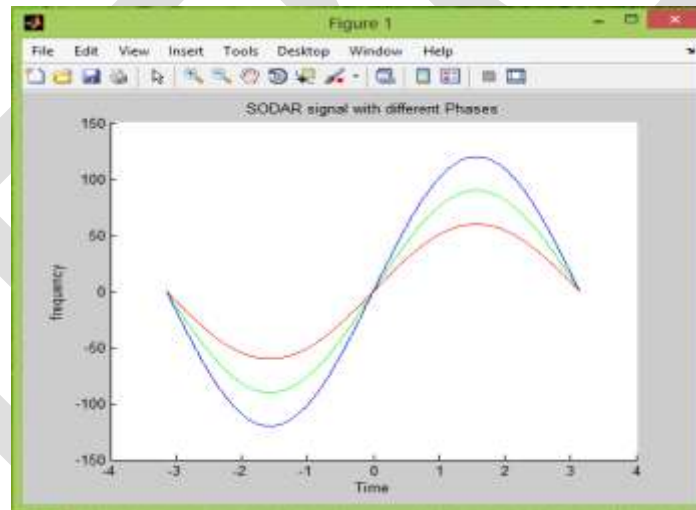 Figure 1
File Edit View Insert Tools Desktop Window Help
SODAR signal with different Phases
150
100
50
0
-50
-100
-150
frequency
-4 -3 -2 -1 0 1 2 3 4
Time